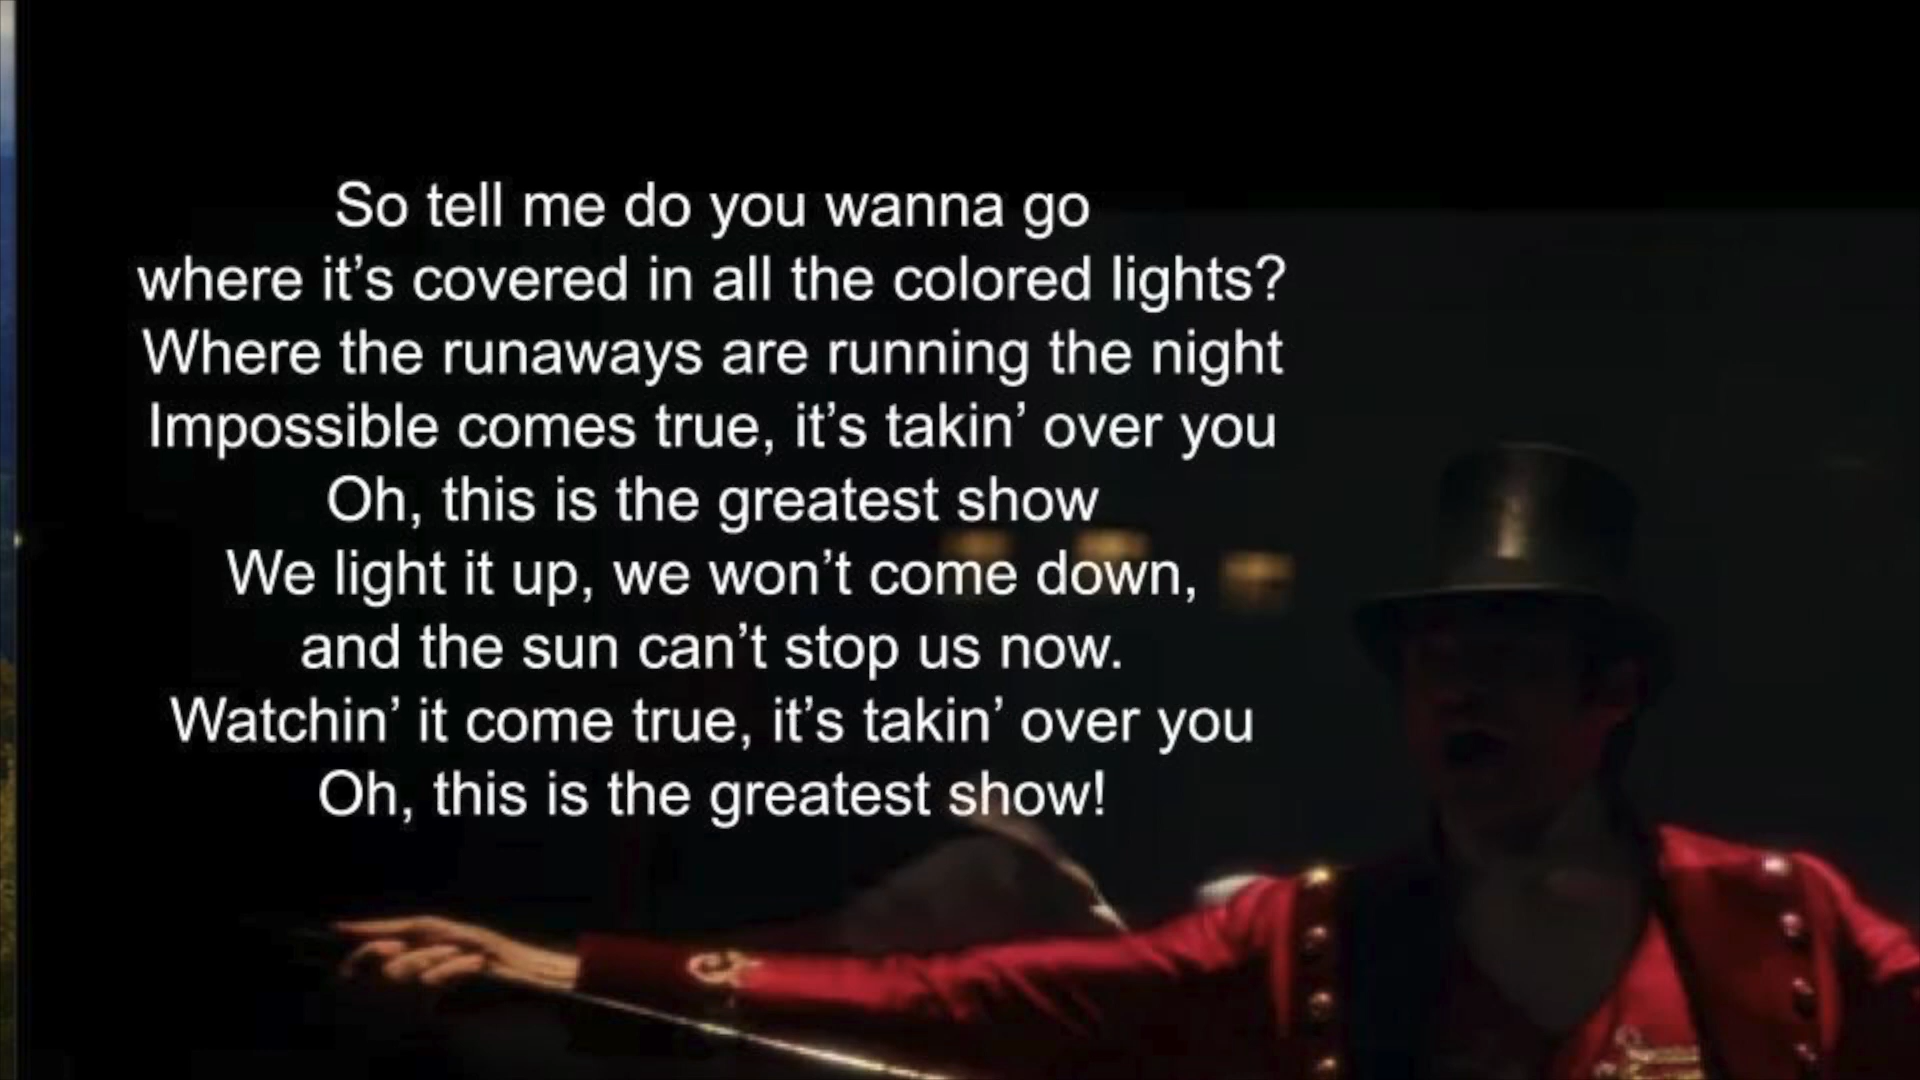 So tell me do you wanna go
where it’s covered in all the colored lights?
Where the runaways are running the night
Impossible comes true, it’s takin’ over you
Oh, this is the greatest show
We light it up, we won’t come down,
and the sun can’t stop us now.
Watchin’ it come true, it’s takin’ over you
Oh, this is the greatest show!